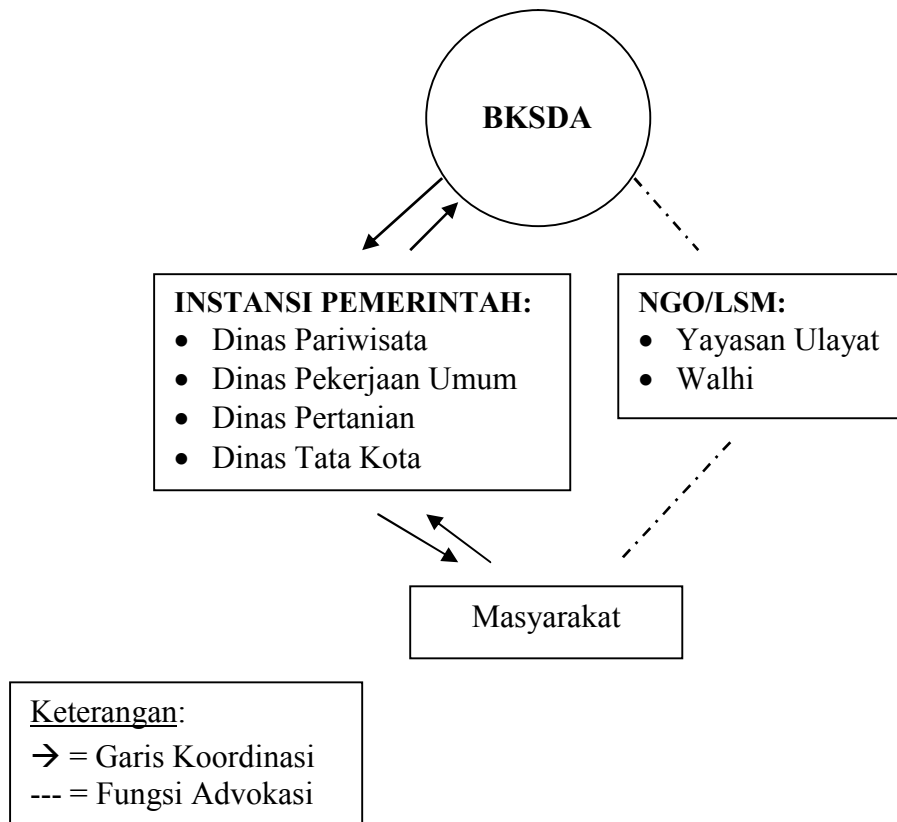 BKSDA
INSTANSI PEMERINTAH:
• Dinas Pariwisata
• Dinas Pekerjaan Umum
• Dinas Pertanian
• Dinas Tata Kota
NGO/LSM:
• Yayasan Ulayat
• Walhi
Masyarakat
Keterangan:
→ = Garis Koordinasi
--- = Fungsi Advokasi